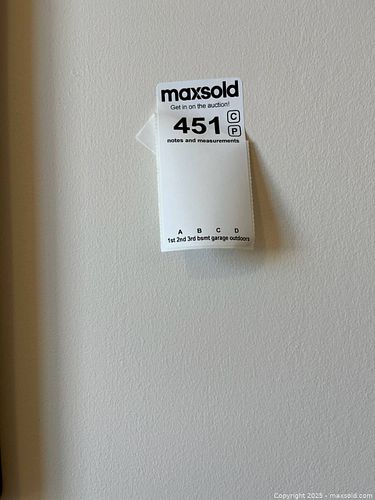 maxsold
Get in on the auction!
451 C
P
notes and measurements
A B C D
1st 2nd 3rd bsmt garage outdoors
Copyright 2025 - maxsold.com